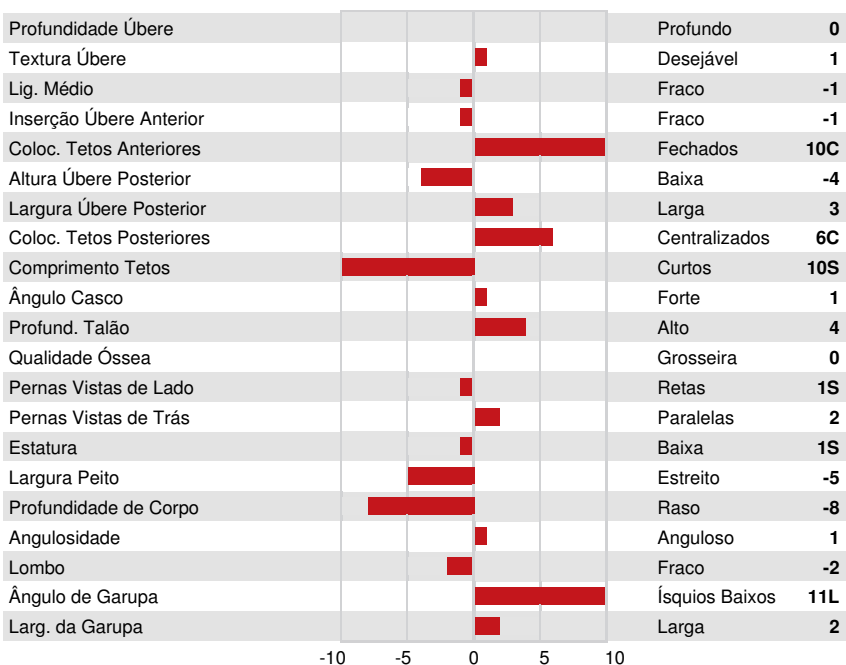 Profundidade Úbere Profundo 0
Textura Úbere Desejável 1
Lig. Médio Fraco -1
Inserção Úbere Anterior Fraco -1
Coloc. Tetos Anteriores Fechados 10C
Altura Úbere Posterior Baixa -4
Largura Úbere Posterior Larga 3
Coloc. Tetos Posteriores Centralizados 6C
Comprimento Tetos Curtos 10S
Ângulo Casco Forte 1
Profund. Talão Alto 4
Qualidade Óssea Grosseira 0
Pernas Vistas de Lado Retas 1S
Pernas Vistas de Trás Paralelas 2
Estatura Baixa 1S
Largura Peito Estreito -5
Profundidade de Corpo Raso -8
Angulosidade Anguloso 1
Lombo Fraco -2
Ângulo de Garupa Ísquios Baixos 11L
Larg. da Garupa Larga 2
-10 -5 0 5 10